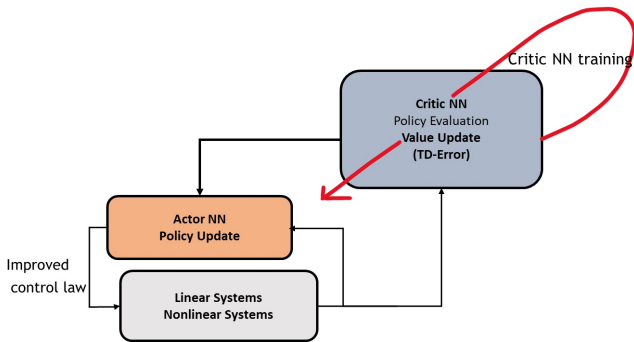 Critic NN training
Critic NN
Policy Evaluation
Value Update
(TD-Error)
Actor NN
Policy Update
Improved
control law
Linear Systems
Nonlinear Systems